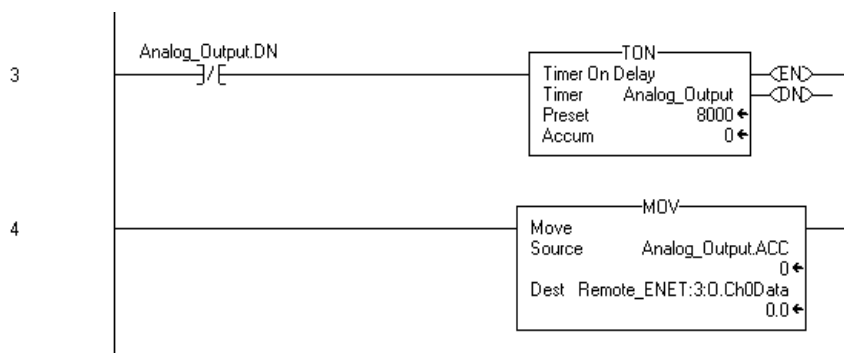 3
Analog_Output.DN
TON
Timer On Delay
Timer Analog_Output
Preset 8000
Accum 0
EN
DN
4
MOV
Move
Source Analog_Output.ACC
0
Dest Remote_ENET:3:O.Ch0Data
0.0